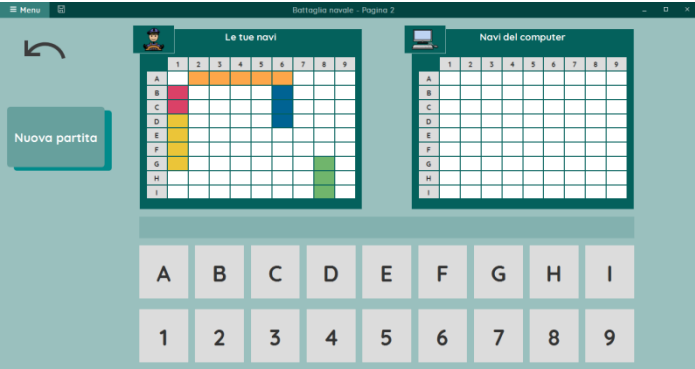 ≡ Menu
Battaglia navale - Pagina 2
Le tue navi
1 2 3 4 5 6 7 8 9
A
B
C
D
E
F
G
H
I
Navi del computer
1 2 3 4 5 6 7 8 9
A
B
C
D
E
F
G
H
I
Nuova partita
A B C D E F G H I
1 2 3 4 5 6 7 8 9